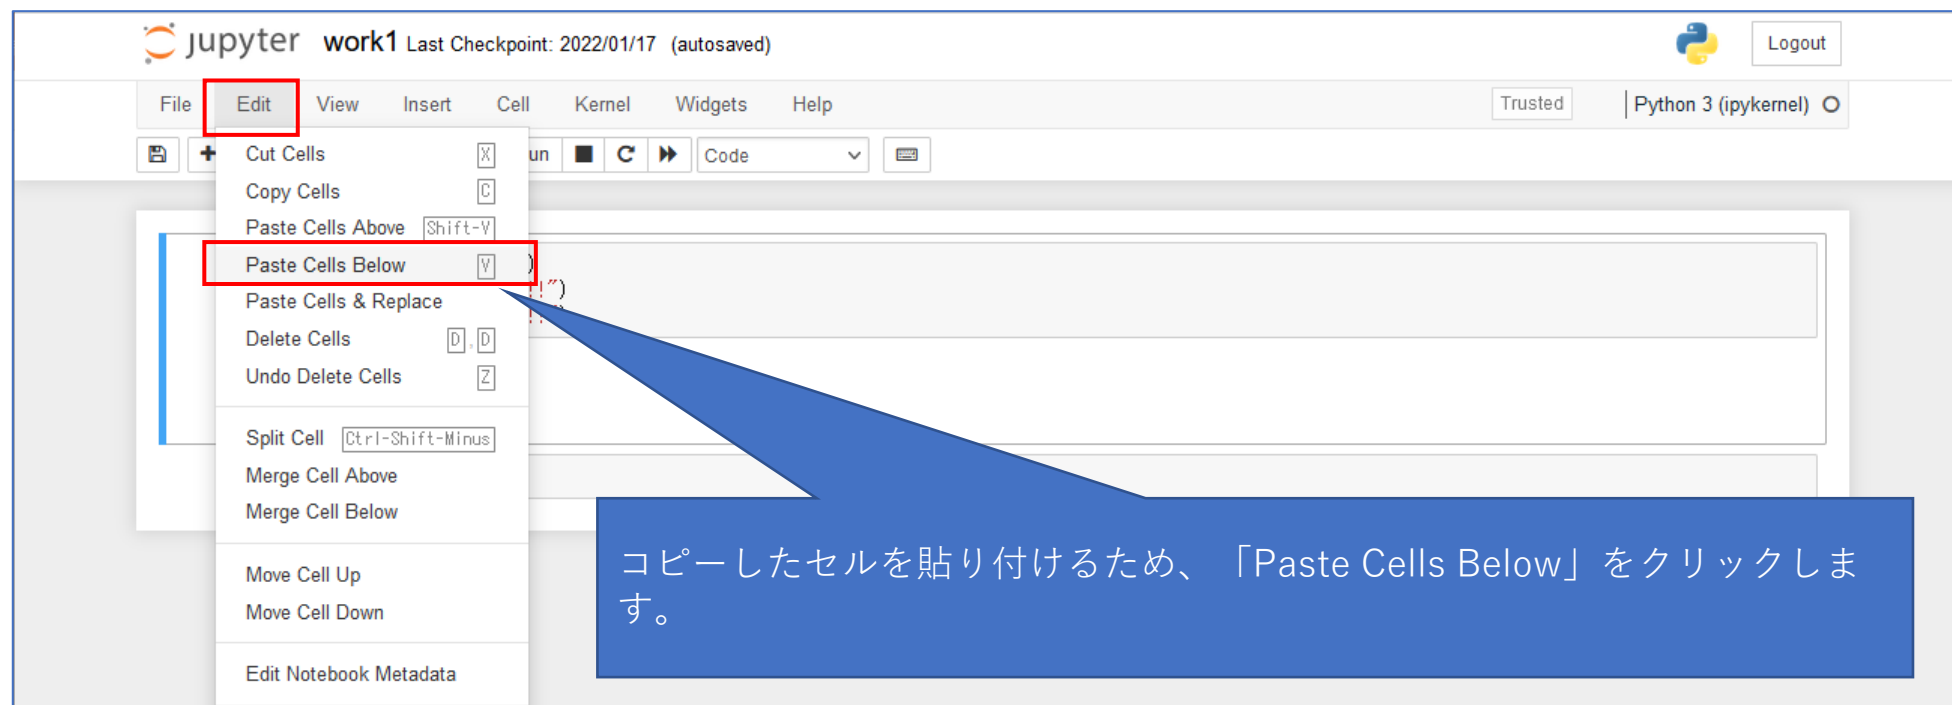 jupyter work1 Last Checkpoint: 2022/01/17 (autosaved) Logout
File Edit View Insert Cell Kernel Widgets Help Trusted Python 3 (ipykernel)
Cut Cells X un Code
Copy Cells C
Paste Cells Above Shift-V
Paste Cells Below V )
!!")
Paste Cells & Replace
Delete Cells D,D
Undo Delete Cells Z
Split Cell Ctrl-Shift-Minus
Merge Cell Above
Merge Cell Below
Move Cell Up
Move Cell Down
Edit Notebook Metadata
コピーしたセルを貼り付けるため、「Paste Cells Below」をクリックしま
す。